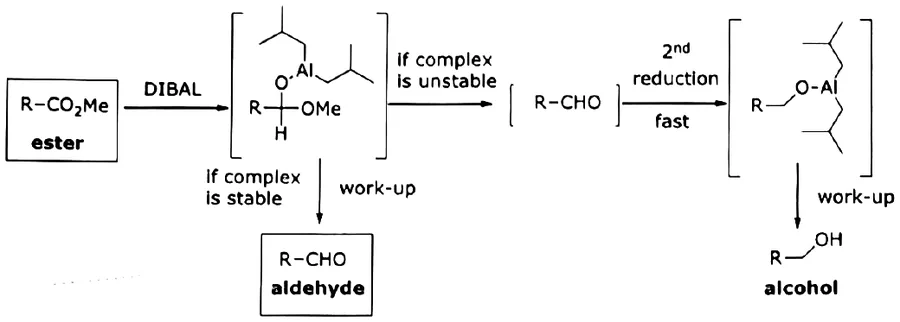 R–CO₂Me
ester
DIBAL
Al
O
R
OMe
H
if complex
is unstable
R–CHO
2nd
reduction
fast
O–Al
R
if complex
is stable
work-up
R–CHO
aldehyde
work-up
OH
R
alcohol